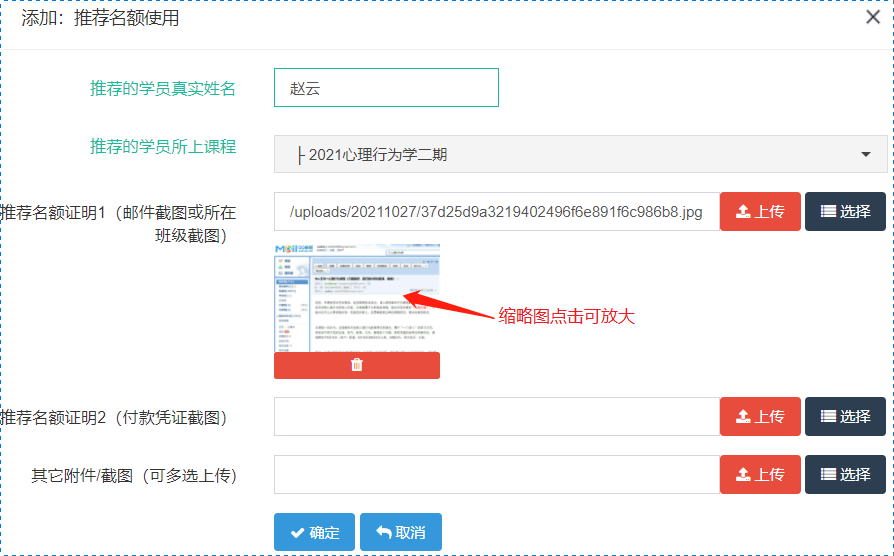 添加：推荐名额使用
推荐的学员真实姓名
赵云
推荐的学员所上课程
├ 2021心理行为学二期
推荐名额证明1（邮件截图或所在
班级截图）
/uploads/20211027/37d25d9a3219402496f6e891f6c986b8.jpg
上传
选择
缩略图点击可放大
推荐名额证明2（付款凭证截图）
上传
选择
其它附件/截图（可多选上传）
上传
选择
确定
取消